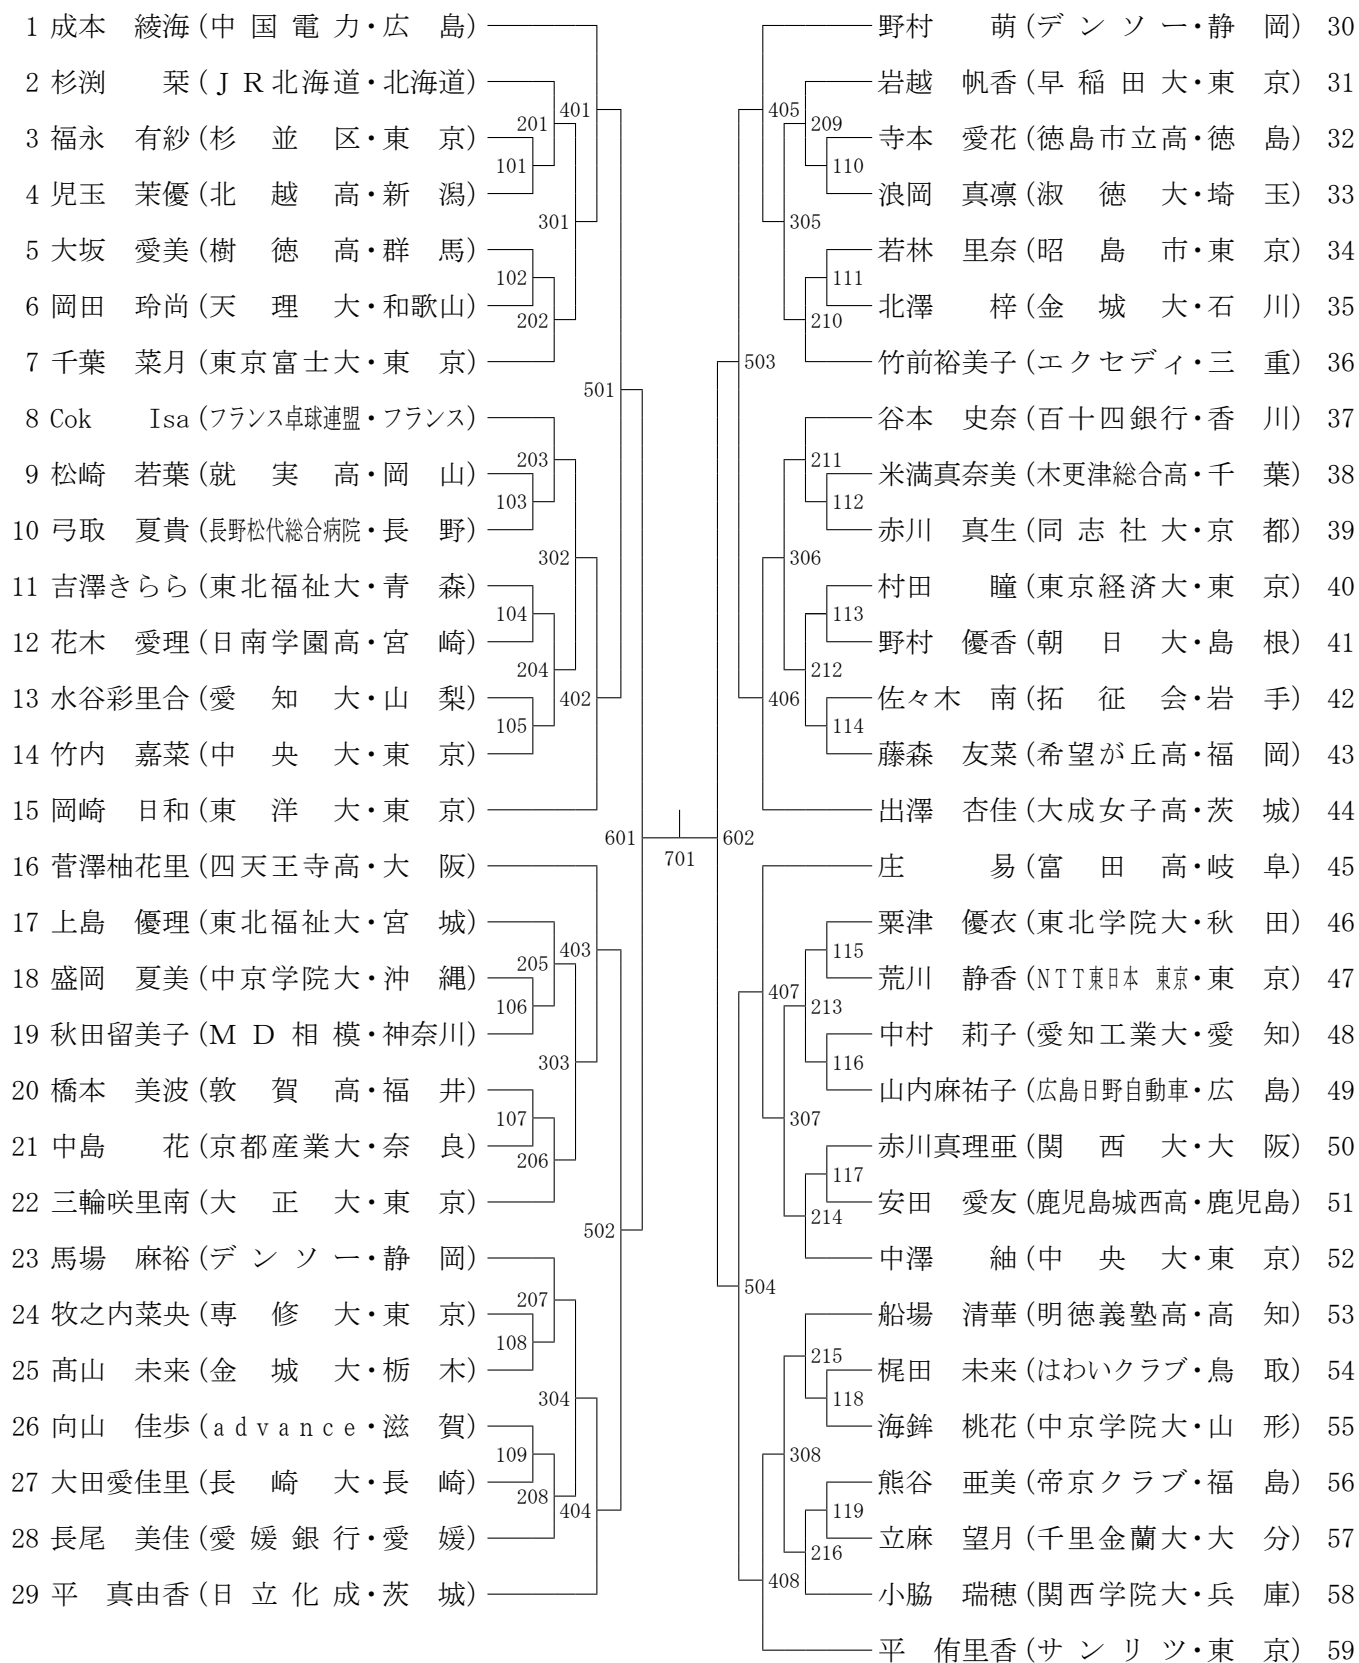 1 成本 綾海 (中国電力・広島)
2 杉渕 栞 (JR北海道・北海道)
3 福永 有紗 (杉並区・東京)
4 児玉 茉優 (北越高・新潟)
5 大坂 愛美 (樹徳高・群馬)
6 岡田 玲尚 (天理大・和歌山)
7 千葉 菜月 (東京富士大・東京)
8 Cok Isa (フランス卓球連盟・フランス)
9 松崎 若葉 (就実高・岡山)
10 弓取 夏貴 (長野松代総合病院・長野)
11 吉澤きらら (東北福祉大・青森)
12 花木 愛理 (日南学園高・宮崎)
13 水谷彩里合 (愛知大・山梨)
14 竹内 嘉菜 (中央大・東京)
15 岡崎 日和 (東洋大・東京)
16 菅澤柚花里 (四天王寺高・大阪)
17 上島 優理 (東北福祉大・宮城)
18 盛岡 夏美 (中京学院大・沖縄)
19 秋田留美子 (MD相模・神奈川)
20 橋本 美波 (敦賀高・福井)
21 中島 花 (京都産業大・奈良)
22 三輪咲里南 (大正大・東京)
23 馬場 麻裕 (デンソー・静岡)
24 牧之内菜央 (専修大・東京)
25 髙山 未来 (金城大・栃木)
26 向山 佳歩 (advance・滋賀)
27 大田愛佳里 (長崎大・長崎)
28 長尾 美佳 (愛媛銀行・愛媛)
29 平 真由香 (日立化成・茨城)
401
201
101
301
102
202
501
203
103
302
104
204
402
105
601
403
205
106
303
107
206
502
207
108
304
109
208
404
701
602
405
209
110
305
111
210
503
211
112
306
113
212
406
114
115
407
213
116
307
117
214
504
215
118
308
119
216
408
野村 萌 (デンソー・静岡) 30
岩越 帆香 (早稲田大・東京) 31
寺本 愛花 (徳島市立高・徳島) 32
浪岡 真凛 (淑徳大・埼玉) 33
若林 里奈 (昭島市・東京) 34
北澤 梓 (金城大・石川) 35
竹前裕美子 (エクセディ・三重) 36
谷本 史奈 (百十四銀行・香川) 37
米満真奈美 (木更津総合高・千葉) 38
赤川 真生 (同志社大・京都) 39
村田 瞳 (東京経済大・東京) 40
野村 優香 (朝日大・島根) 41
佐々木 南 (拓征会・岩手) 42
藤森 友菜 (希望が丘高・福岡) 43
出澤 杏佳 (大成女子高・茨城) 44
庄 易 (富田高・岐阜) 45
粟津 優衣 (東北学院大・秋田) 46
荒川 静香 (NTT東日本 東京・東京) 47
中村 莉子 (愛知工業大・愛知) 48
山内麻祐子 (広島日野自動車・広島) 49
赤川真理亜 (関西大・大阪) 50
安田 愛友 (鹿児島城西高・鹿児島) 51
中澤 紬 (中央大・東京) 52
船場 清華 (明徳義塾高・高知) 53
梶田 未来 (はわいクラブ・鳥取) 54
海鉾 桃花 (中京学院大・山形) 55
熊谷 亜美 (帝京クラブ・福島) 56
立麻 望月 (千里金蘭大・大分) 57
小脇 瑞穂 (関西学院大・兵庫) 58
平 侑里香 (サンリツ・東京) 59